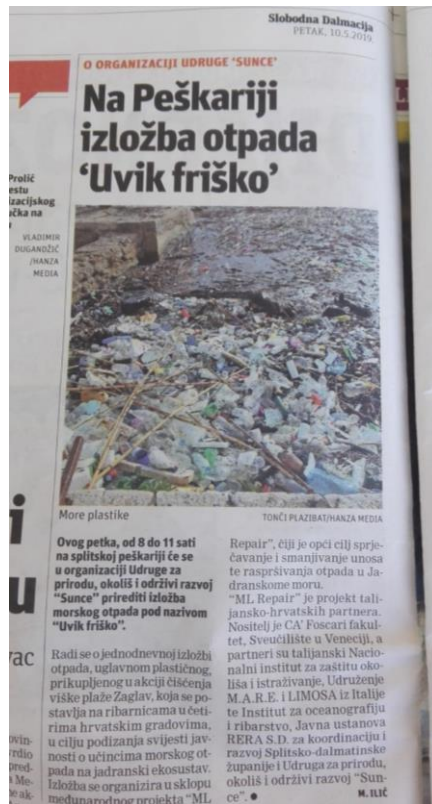 Slobodna Dalmacija
PETAK, 10.5.2019.
O ORGANIZACIJI UDRUGE 'SUNCE'
Na Peškariji
izložba otpada
'Uvik friško'
Prolić
VLADIMIR
DUGANDŽIĆ
/HANZA
MEDIA
More plastike
TONČI PLAZIBAT/HANZA MEDIA
Ovog petka, od 8 do 11 sati
na splitskoj peškariji će se
u organizaciji Udruge za
prirodu, okoliš i održivi razvoj
"Sunce" prirediti izložba
morskog otpada pod nazivom
"Uvik friško".
Radi se o jednodnevnoj izložbi
otpada, uglavnom plastičnog,
prikupljenog u akciji čišćenja
viške plaže Zaglav, koja se po-
stavlja na ribarnicama u četi-
rima hrvatskim gradovima,
u cilju podizanja svijesti jav-
nosti o učincima morskog ot-
pada na jadranski ekosustav.
Izložba se organizira u sklopu
međunarodnog projekta "ML
Repair", čiji je opći cilj sprje-
čavanje i smanjivanje unosa
te raspršivanja otpada u Ja-
dranskome moru.
"ML Repair" je projekt tali-
jansko-hrvatskih partnera.
Nositelj je CA' Foscari fakul-
tet, Sveučilište u Veneciji, a
partneri su talijanski Nacio-
nalni institut za zaštitu oko-
liša i istraživanje, Udruženje
M.A.R.E. i LIMOSA iz Italije
te Institut za oceanografiju
i ribarstvo, Javna ustanova
RERA S.D. za koordinaciju i
razvoj Splitsko-dalmatinske
županije i Udruga za prirodu,
okoliš i održivi razvoj "Sun-
ce". ●
M. ILIĆ